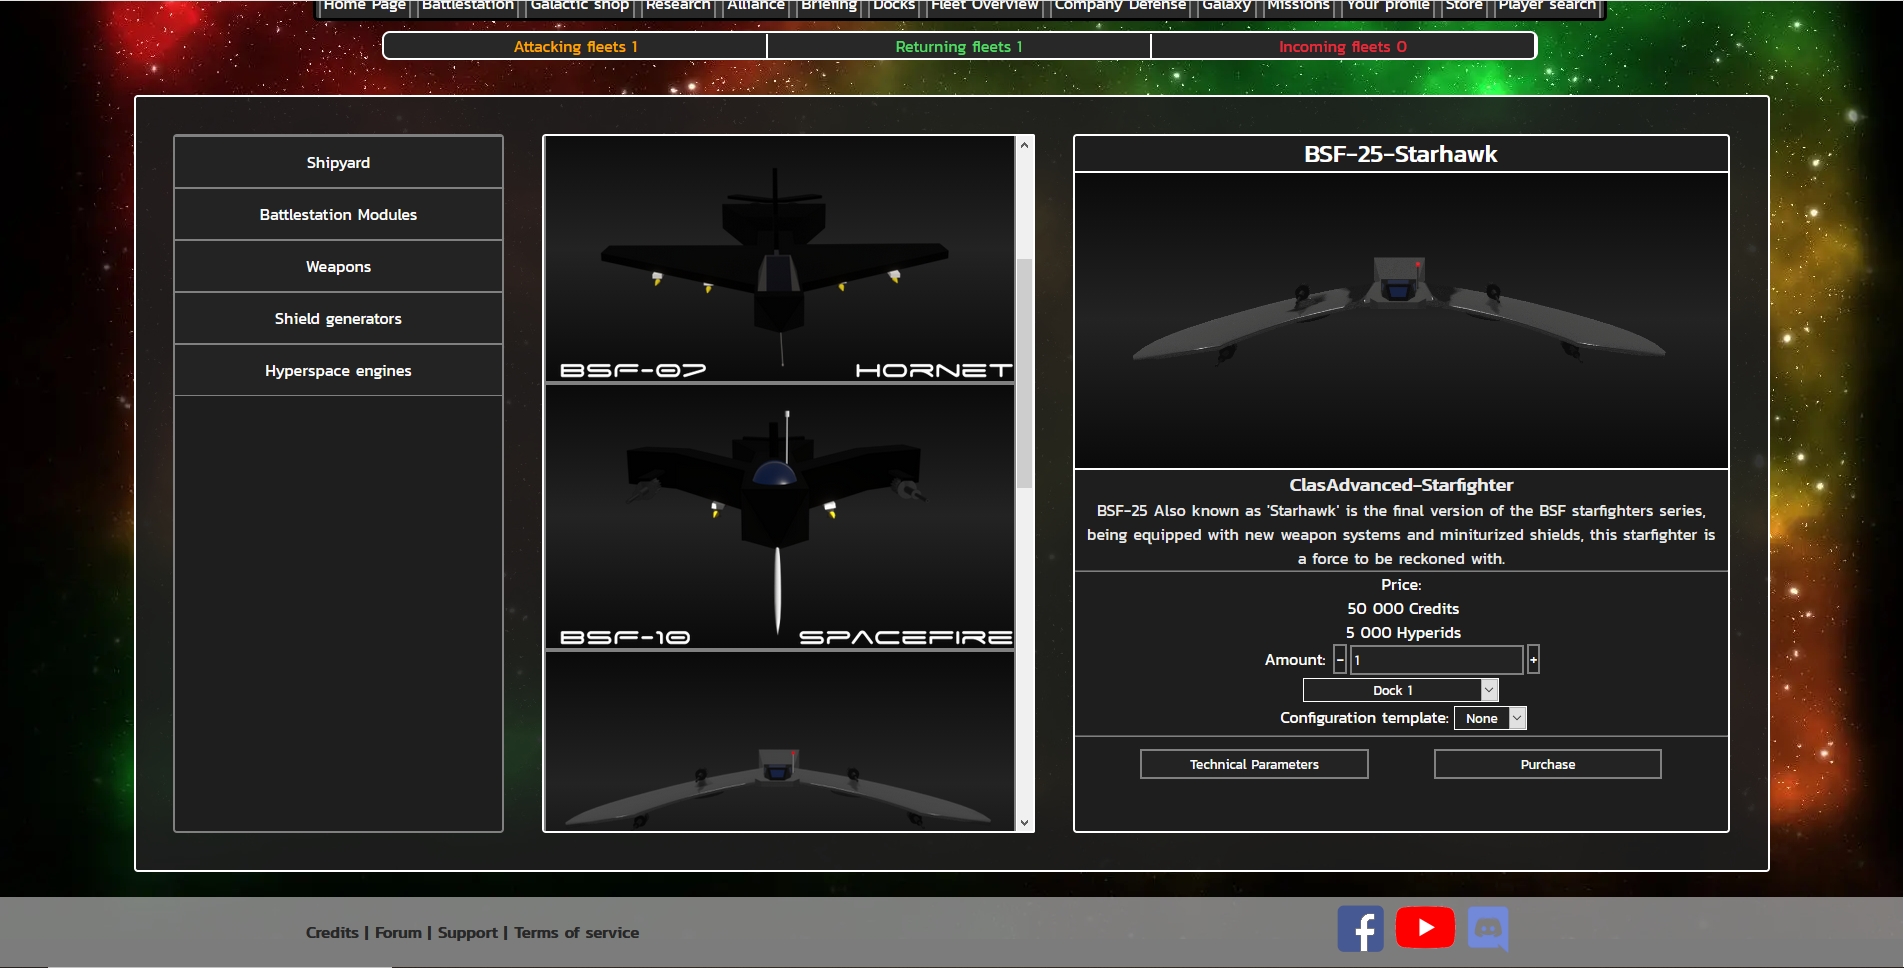 Home Page Battlestation Galactic shop Research Alliance Briefing Docks Fleet Overview Company Defense Galaxy Missions Your profile Store Player search
Attacking fleets 1 Returning fleets 1 Incoming fleets 0
Shipyard
Battlestation Modules
Weapons
Shield generators
Hyperspace engines
BSF-07 HORNET
BSF-10 SPACEFIRE
BSF-25-Starhawk
ClasAdvanced-Starfighter
BSF-25 Also known as 'Starhawk' is the final version of the BSF starfighters series,
being equipped with new weapon systems and miniturized shields, this starfighter is
a force to be reckoned with.
Price:
50 000 Credits
5 000 Hyperids
Amount: - 1 +
Dock 1
Configuration template: None
Technical Parameters Purchase
Credits | Forum | Support | Terms of service